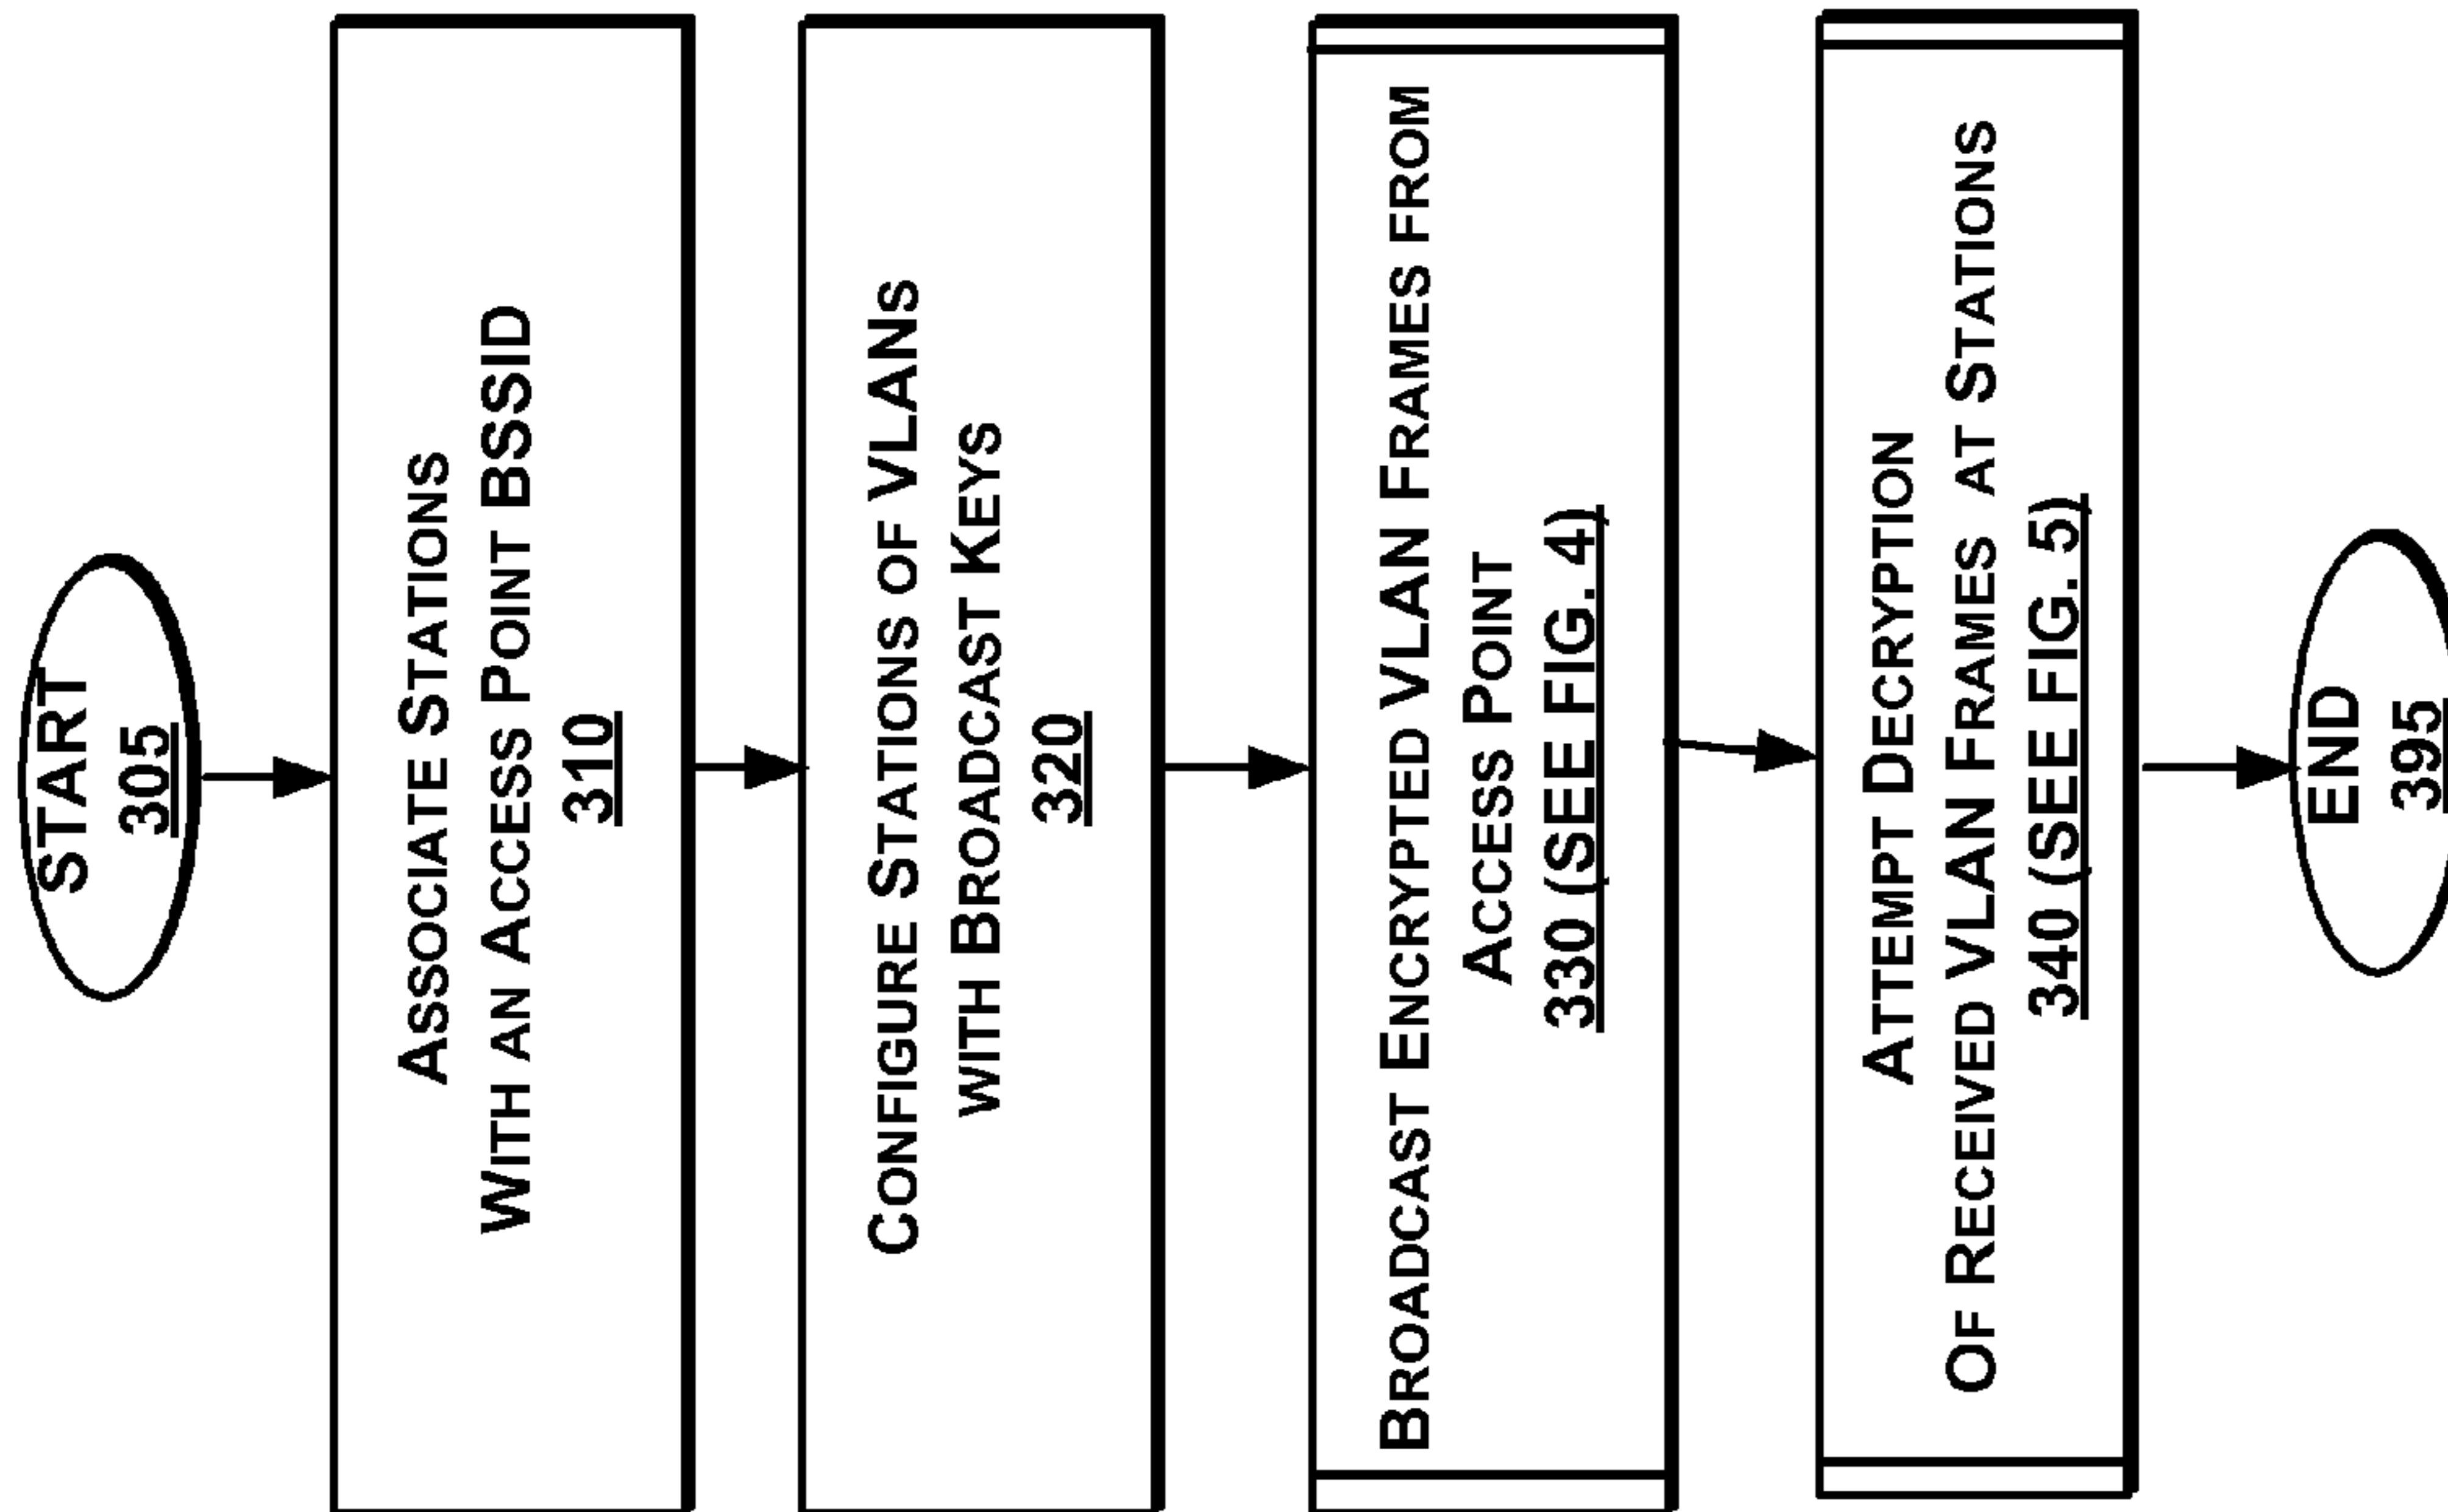 START
305
ASSOCIATE STATIONS
WITH AN ACCESS POINT BSSID
310
CONFIGURE STATIONS OF VLANS
WITH BROADCAST KEYS
320
BROADCAST ENCRYPTED VLAN FRAMES FROM
ACCESS POINT
330 (SEE FIG. 4)
ATTEMPT DECRYPTION
OF RECEIVED VLAN FRAMES AT STATIONS
340 (SEE FIG. 5)
END
395